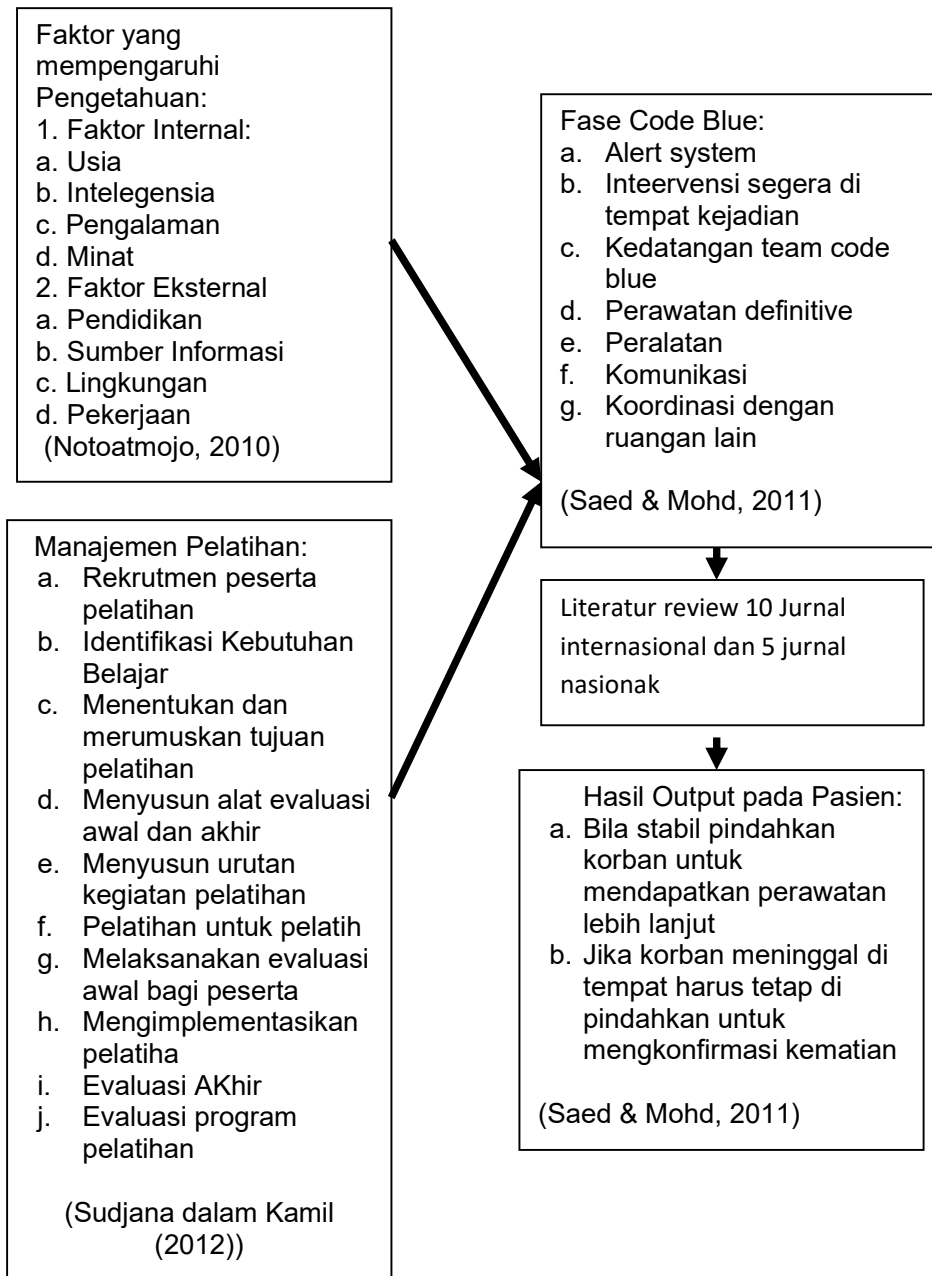 Faktor yang
mempengaruhi
Pengetahuan:
1. Faktor Internal:
a. Usia
b. Intelegensia
c. Pengalaman
d. Minat
2. Faktor Eksternal
a. Pendidikan
b. Sumber Informasi
c. Lingkungan
d. Pekerjaan
(Notoatmojo, 2010)
Manajemen Pelatihan:
a. Rekrutmen peserta
pelatihan
b. Identifikasi Kebutuhan
Belajar
c. Menentukan dan
merumuskan tujuan
pelatihan
d. Menyusun alat evaluasi
awal dan akhir
e. Menyusun urutan
kegiatan pelatihan
f. Pelatihan untuk pelatih
g. Melaksanakan evaluasi
awal bagi peserta
h. Mengimplementasikan
pelatiha
i. Evaluasi AKhir
j. Evaluasi program
pelatihan
(Sudjana dalam Kamil
(2012))
Fase Code Blue:
a. Alert system
b. Inteervensi segera di
tempat kejadian
c. Kedatangan team code
blue
d. Perawatan definitive
e. Peralatan
f. Komunikasi
g. Koordinasi dengan
ruangan lain
(Saed & Mohd, 2011)
Literatur review 10 Jurnal
internasional dan 5 jurnal
nasionak
Hasil Output pada Pasien:
a. Bila stabil pindahkan
korban untuk
mendapatkan perawatan
lebih lanjut
b. Jika korban meninggal di
tempat harus tetap di
pindahkan untuk
mengkonfirmasi kematian
(Saed & Mohd, 2011)